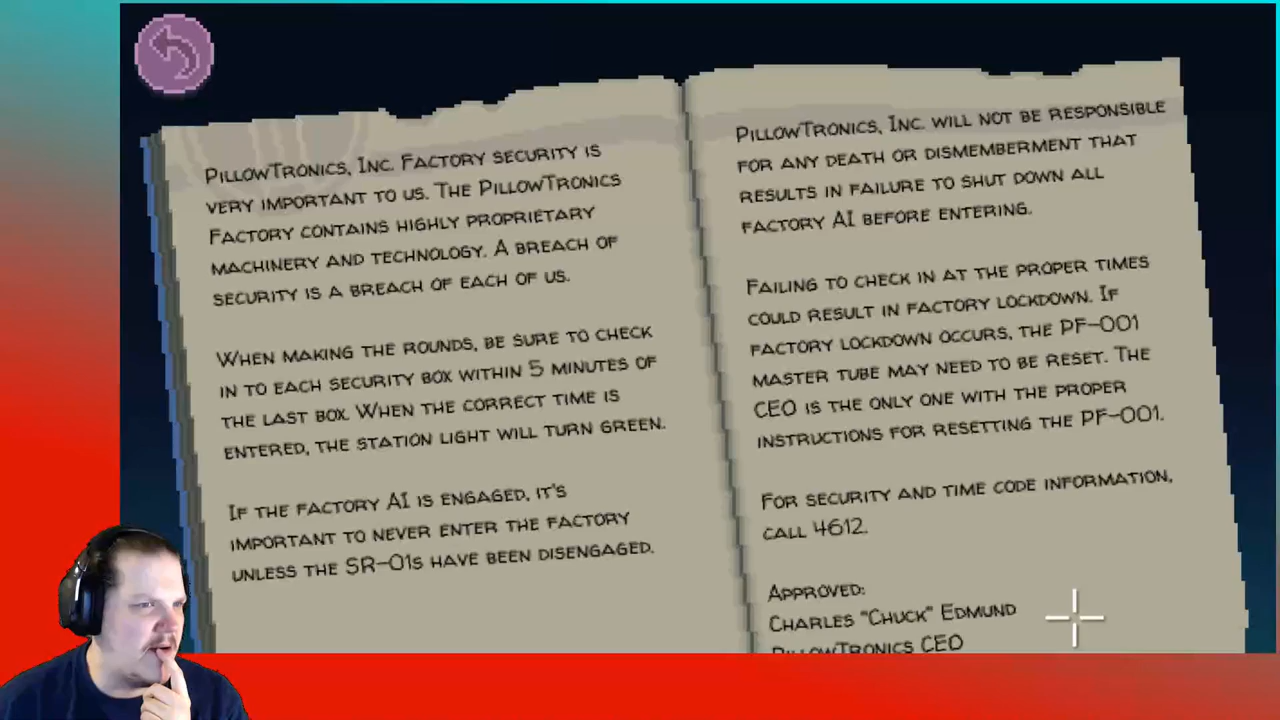 PILLOWTRONICS, INC. FACTORY SECURITY IS
VERY IMPORTANT TO US. THE PILLOWTRONICS
FACTORY CONTAINS HIGHLY PROPRIETARY
MACHINERY AND TECHNOLOGY. A BREACH OF
SECURITY IS A BREACH OF EACH OF US.
WHEN MAKING THE ROUNDS, BE SURE TO CHECK
IN TO EACH SECURITY BOX WITHIN 5 MINUTES OF
THE LAST BOX. WHEN THE CORRECT TIME IS
ENTERED, THE STATION LIGHT WILL TURN GREEN.
IF THE FACTORY AI IS ENGAGED, IT'S
IMPORTANT TO NEVER ENTER THE FACTORY
UNLESS THE SR-01S HAVE BEEN DISENGAGED.
PILLOWTRONICS, INC. WILL NOT BE RESPONSIBLE
FOR ANY DEATH OR DISMEMBERMENT THAT
RESULTS IN FAILURE TO SHUT DOWN ALL
FACTORY AI BEFORE ENTERING.
FAILING TO CHECK IN AT THE PROPER TIMES
COULD RESULT IN FACTORY LOCKDOWN. IF
FACTORY LOCKDOWN OCCURS, THE PF-001
MASTER TUBE MAY NEED TO BE RESET. THE
CEO IS THE ONLY ONE WITH THE PROPER
INSTRUCTIONS FOR RESETTING THE PF-001.
FOR SECURITY AND TIME CODE INFORMATION,
CALL 4612.
APPROVED:
CHARLES "CHUCK" EDMUND
PILLOWTRONICS CEO